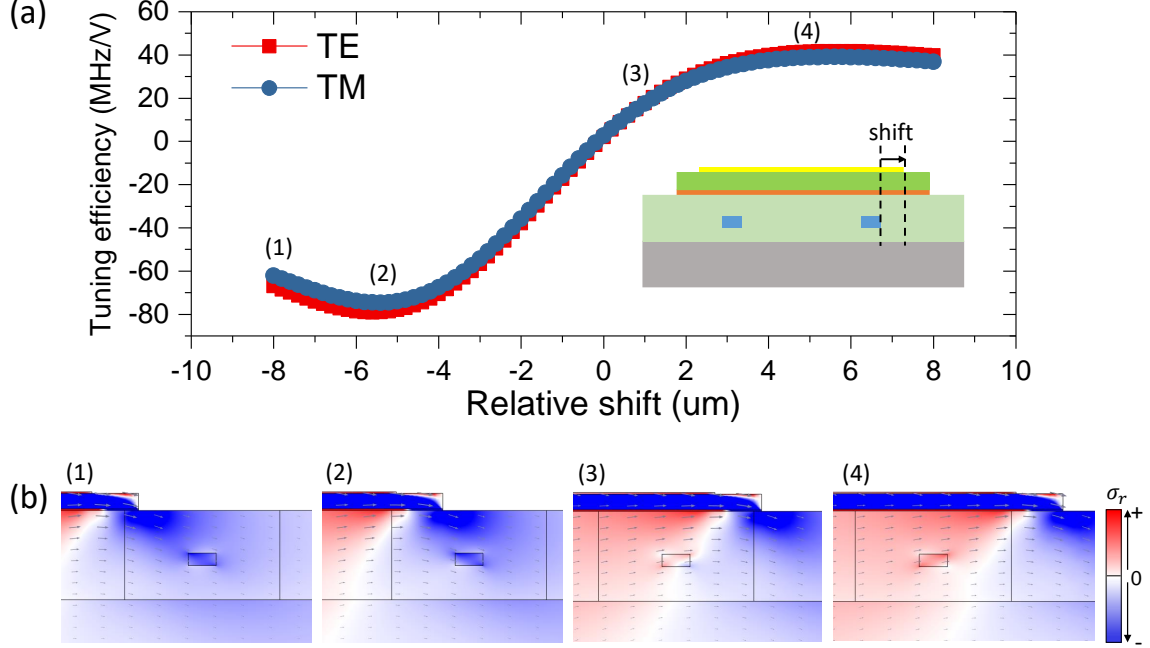 (a)
Tuning efficiency (MHz/V)
60
40
20
0
-20
-40
-60
-80
TE
TM
(1)
(2)
(3)
(4)
shift
-10 -8 -6 -4 -2 0 2 4 6 8 10
Relative shift (um)
(b)
(1) (2) (3) (4)
σr
+
0
-